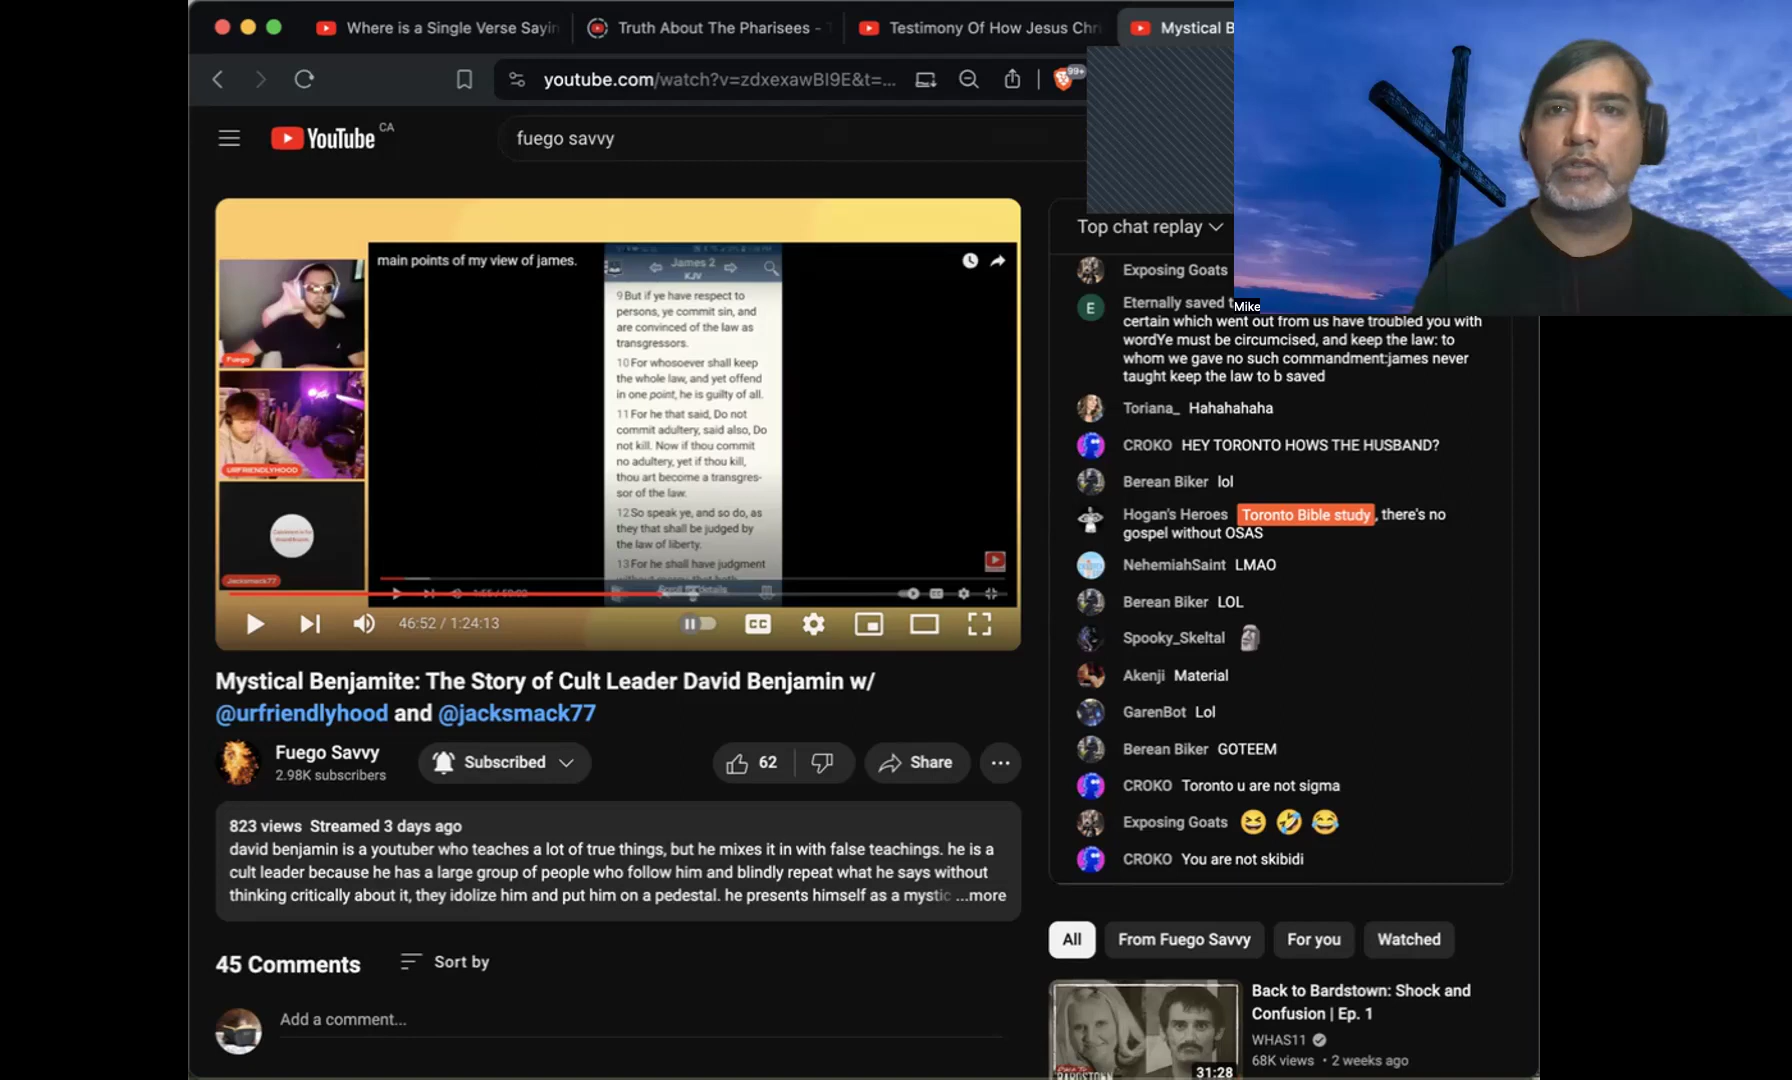 Where is a Single Verse Sayin
Truth About The Pharisees - T
Testimony Of How Jesus Chr
Mystical B
youtube.com/watch?v=zdxexawBI9E&t=...
99+
YouTube CA
fuego savvy
main points of my view of james.
James 2
KJV
9 But if ye have respect to
persons, ye commit sin, and
are convinced of the law as
transgressors.
10 For whosoever shall keep
the whole law, and yet offend
in one point, he is guilty of all.
11 For he that said, Do not
commit adultery, said also, Do
not kill. Now if thou commit
no adultery, yet if thou kill,
thou art become a transgres-
sor of the law.
12 So speak ye, and so do, as
they that shall be judged by
the law of liberty.
13 For he shall have judgment
without mercy, that hath
Scroll for details
Fuego
URFRIENDLYHOOD
Jacksmack77
46:52 / 1:24:13
CC
Mystical Benjamite: The Story of Cult Leader David Benjamin w/
@urfriendlyhood and @jacksmack77
Fuego Savvy
2.98K subscribers
Subscribed
62
Share
823 views Streamed 3 days ago
david benjamin is a youtuber who teaches a lot of true things, but he mixes it in with false teachings. he is a
cult leader because he has a large group of people who follow him and blindly repeat what he says without
thinking critically about it, they idolize him and put him on a pedestal. he presents himself as a mystic ...more
45 Comments
Sort by
Add a comment...
Mike
Top chat replay
Exposing Goats
E
Eternally saved
certain which went out from us have troubled you with
wordYe must be circumcised, and keep the law: to
whom we gave no such commandment:james never
taught keep the law to b saved
Toriana_ Hahahahaha
CROKO HEY TORONTO HOWS THE HUSBAND?
Berean Biker lol
Hogan's Heroes Toronto Bible study, there's no
gospel without OSAS
NehemiahSaint LMAO
Berean Biker LOL
Spooky_Skeltal
Akenji Material
GarenBot Lol
Berean Biker GOTEEM
CROKO Toronto u are not sigma
Exposing Goats
CROKO You are not skibidi
All
From Fuego Savvy
For you
Watched
Back to Bardstown: Shock and
Confusion | Ep. 1
WHAS11
68K views • 2 weeks ago
31:28